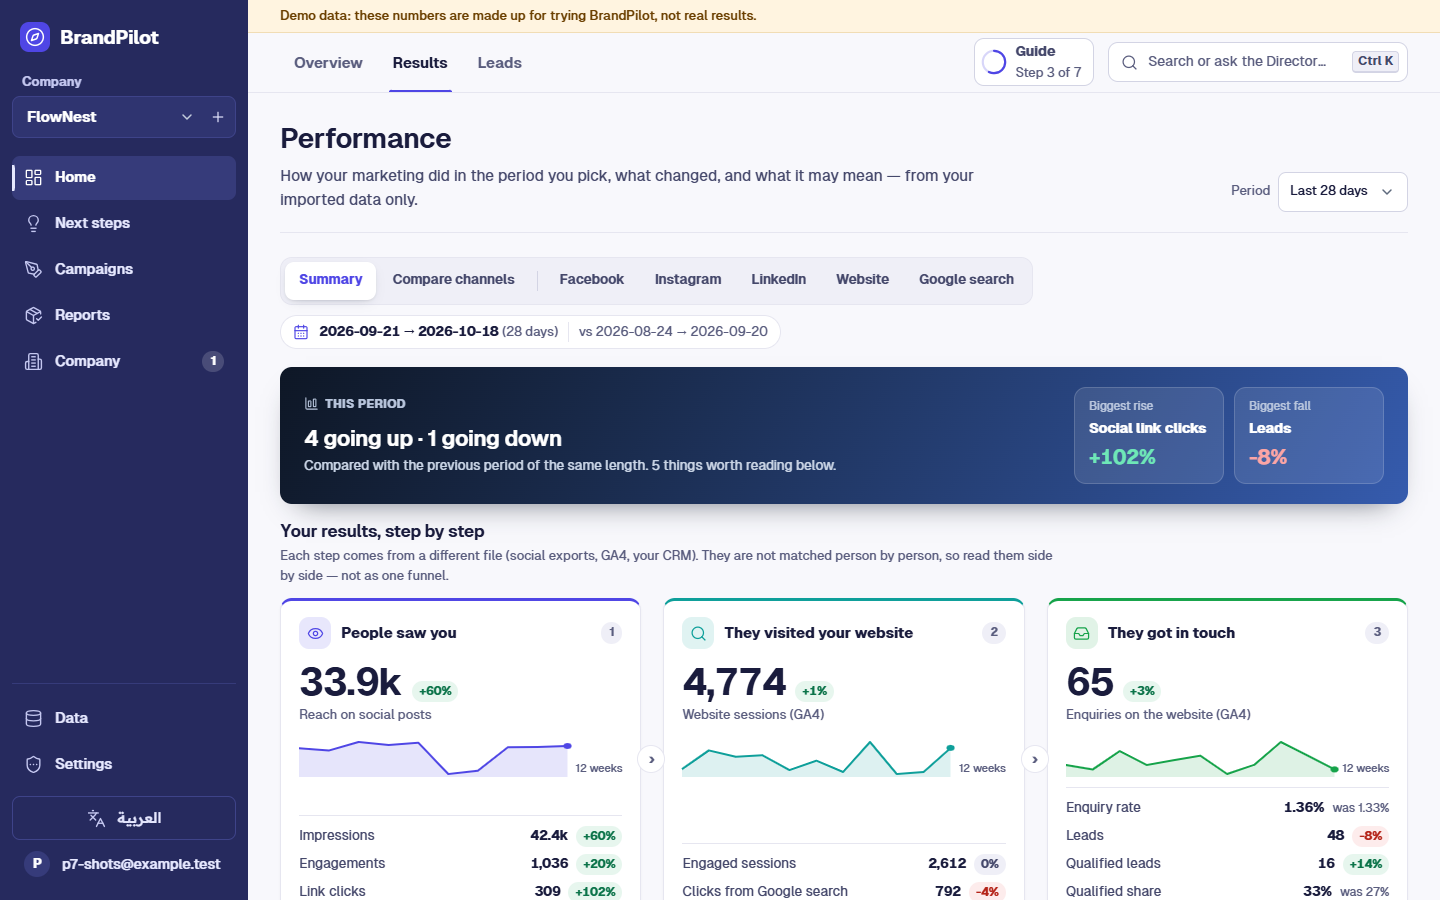 Demo data: these numbers are made up for trying BrandPilot, not real results.
BrandPilot
Company
FlowNest
Home
Next steps
Campaigns
Reports
Company 1
Data
Settings
العربية
P p7-shots@example.test
Overview Results Leads
Guide
Step 3 of 7
Search or ask the Director... Ctrl K
Performance
How your marketing did in the period you pick, what changed, and what it may mean — from your
imported data only.
Period Last 28 days
Summary Compare channels Facebook Instagram LinkedIn Website Google search
2026-09-21 → 2026-10-18 (28 days) vs 2026-08-24 → 2026-09-20
THIS PERIOD
4 going up · 1 going down
Compared with the previous period of the same length. 5 things worth reading below.
Biggest rise
Social link clicks
+102%
Biggest fall
Leads
-8%
Your results, step by step
Each step comes from a different file (social exports, GA4, your CRM). They are not matched person by person, so read them side
by side — not as one funnel.
People saw you 1
33.9k +60%
Reach on social posts
12 weeks
Impressions 42.4k +60%
Engagements 1,036 +20%
Link clicks 309 +102%
They visited your website 2
4,774 +1%
Website sessions (GA4)
12 weeks
Engaged sessions 2,612 0%
Clicks from Google search 792 -4%
They got in touch 3
65 +3%
Enquiries on the website (GA4)
12 weeks
Enquiry rate 1.36% was 1.33%
Leads 48 -8%
Qualified leads 16 +14%
Qualified share 33% was 27%